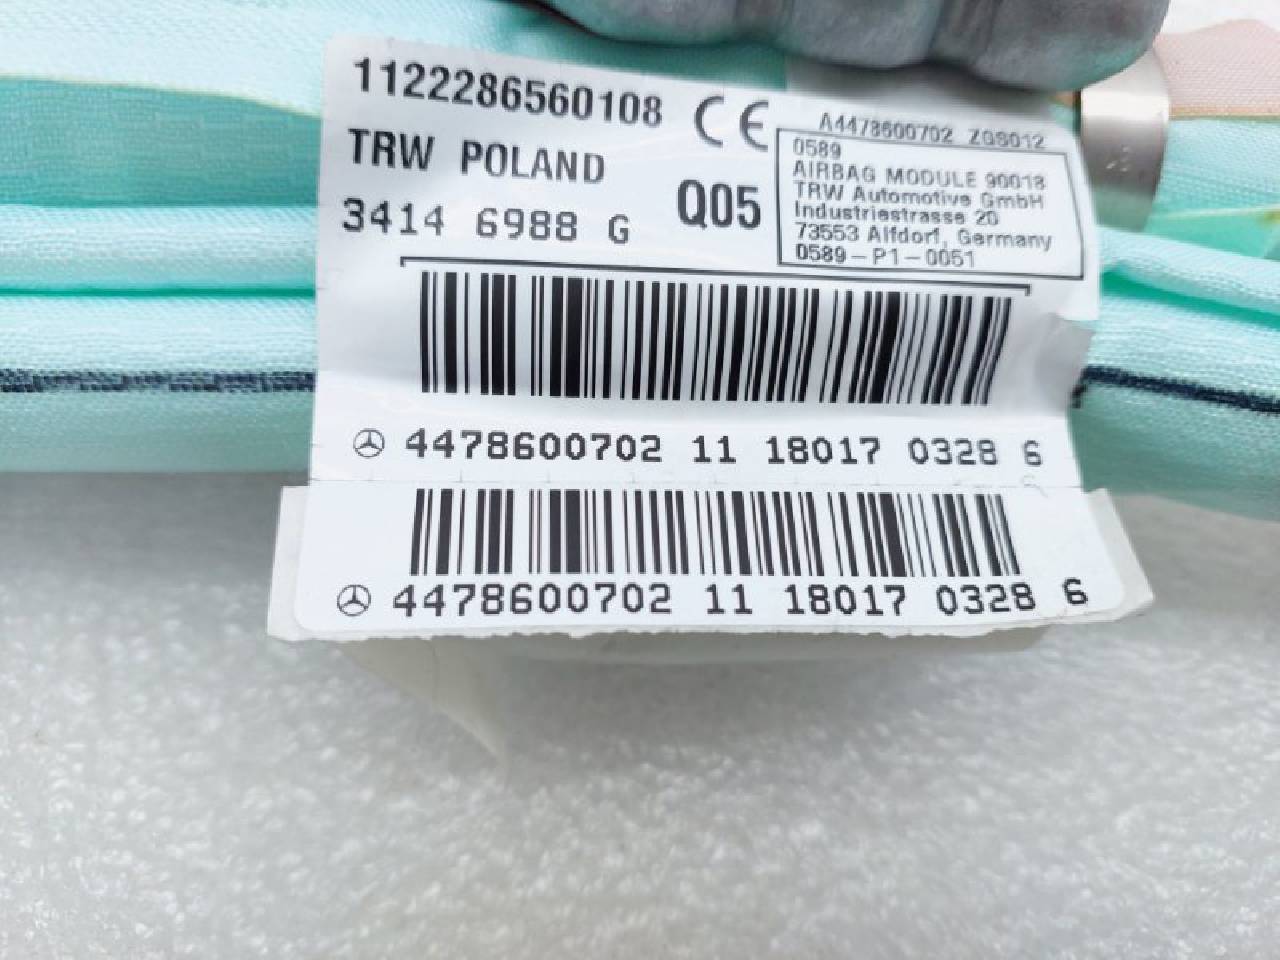 1122286560108
CE
A4478600702 ZGS012
TRW POLAND
3414 6988 G
Q05
0589
AIRBAG MODULE 90018
TRW Automotive GmbH
Industriestrasse 20
73553 Alfdorf, Germany
0589-P1-0051
4478600702 11 18017 0328 6
4478600702 11 18017 0328 6